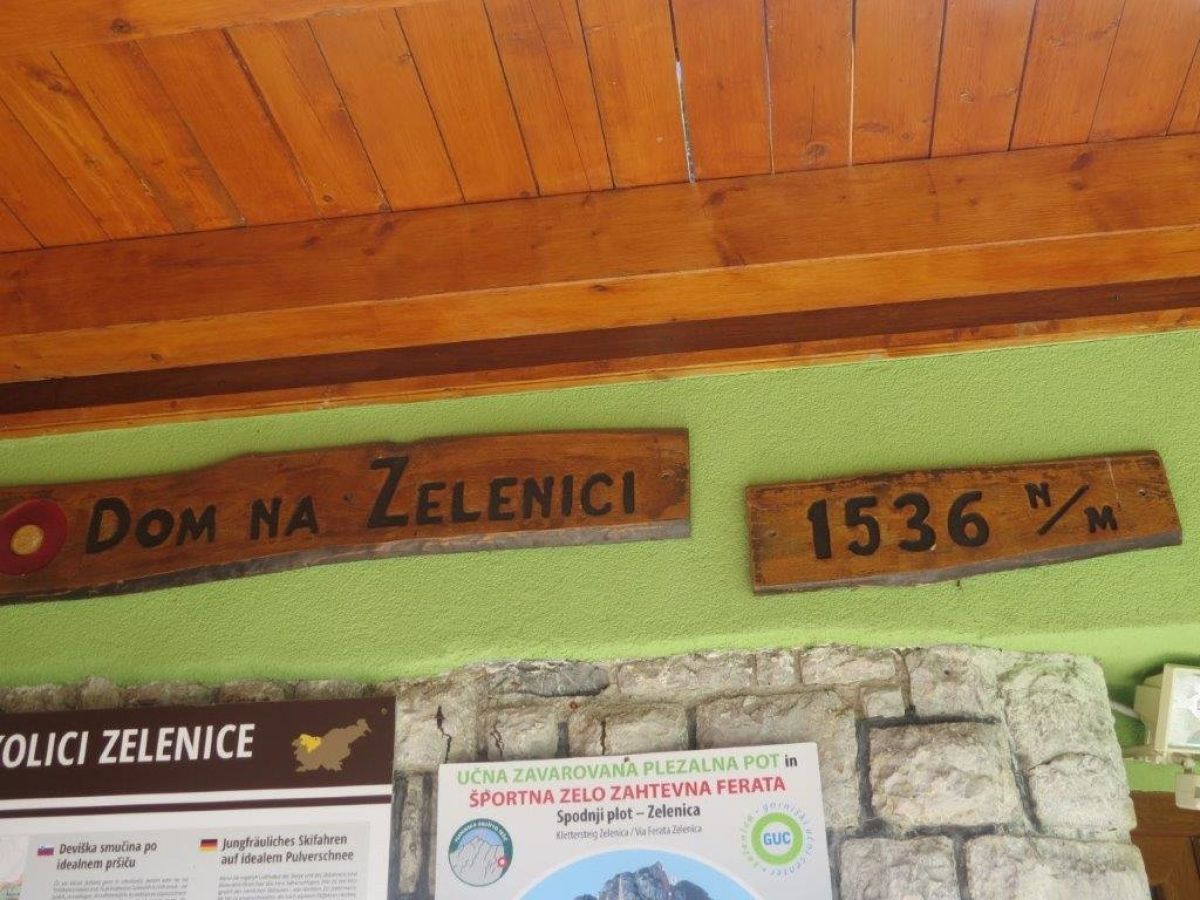 DOM NA ZELENICI
1536 N/M
OLICI ZELENICE
Deviška smučina po
idealnem pršiču
Jungfräuliches Skifahren
auf idealem Pulverschnee
UČNA ZAVAROVANA PLEZALNA POT in
ŠPORTNA ZELO ZAHTEVNA FERATA
Spodnji plot – Zelenica
Klettersteig Zelenica / Via Ferata Zelenica
GUC